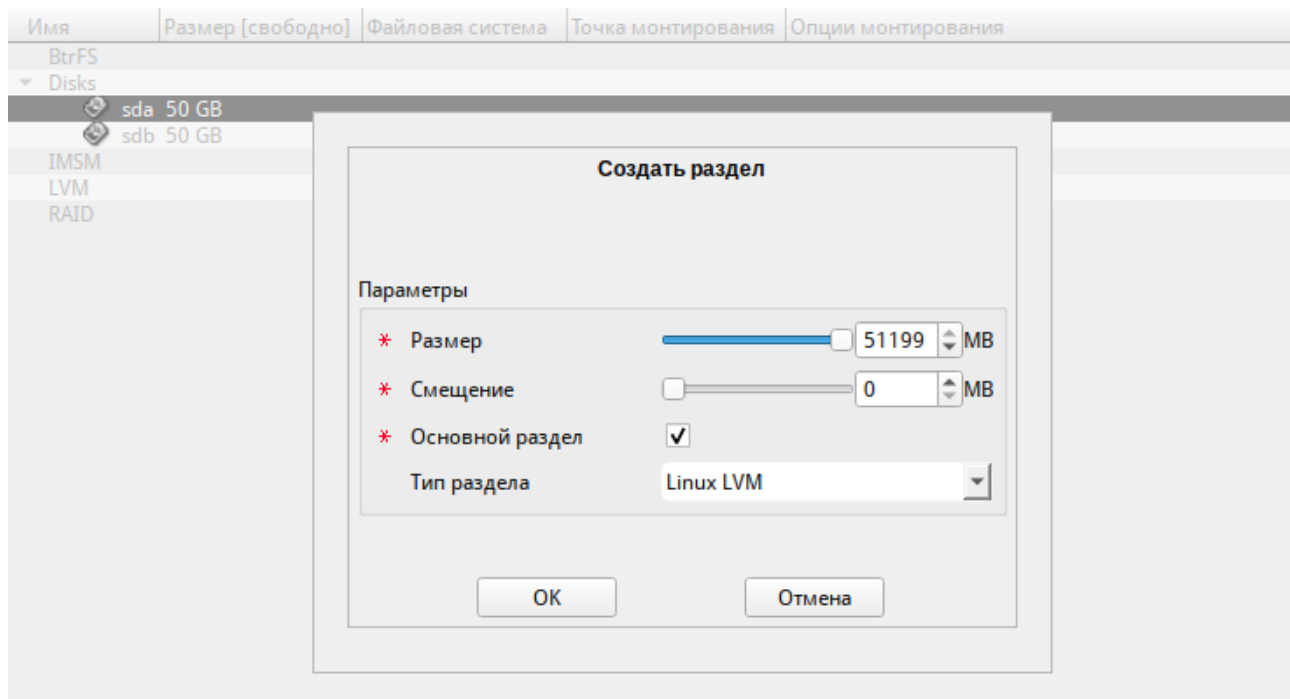 Имя Размер [свободно] Файловая система Точка монтирования Опции монтирования
BtrFS
Disks
sda 50 GB
sdb 50 GB
IMSM
LVM
RAID
Создать раздел
Параметры
* Размер 51199 MB
* Смещение 0 MB
* Основной раздел
Тип раздела Linux LVM
OK Отмена